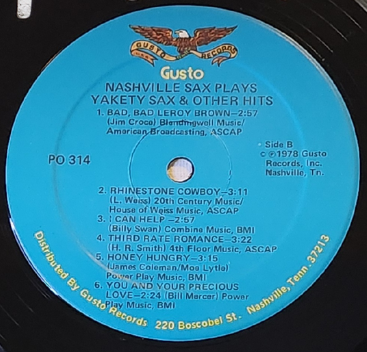 GUSTO RECORDS
Gusto
NASHVILLE SAX PLAYS
YAKETY SAX & OTHER HITS
1. BAD, BAD LEROY BROWN-2:57
(Jim Croce) Blendingwell Music/
American Broadcasting, ASCAP
Side B
© ℗ 1978 Gusto
Records, Inc.
Nashville, Tn.
PO 314
2. RHINESTONE COWBOY-3:11
(L. Weiss) 20th Century Music/
House of Weiss Music, ASCAP
3. I CAN HELP-2:57
(Billy Swan) Combine Music, BMI
4. THIRD RATE ROMANCE-3:22
(H. R. Smith) 4th Floor Music, ASCAP
5. HONEY HUNGRY-3:15
(James Coleman/Moa Lytle)
Power Play Music, BMI
6. YOU AND YOUR PRECIOUS
LOVE-2:24 (Bill Mercer) Power
Play Music, BMI
Distributed By Gusto Records 220 Boscobel St. Nashville, Tenn. 37213